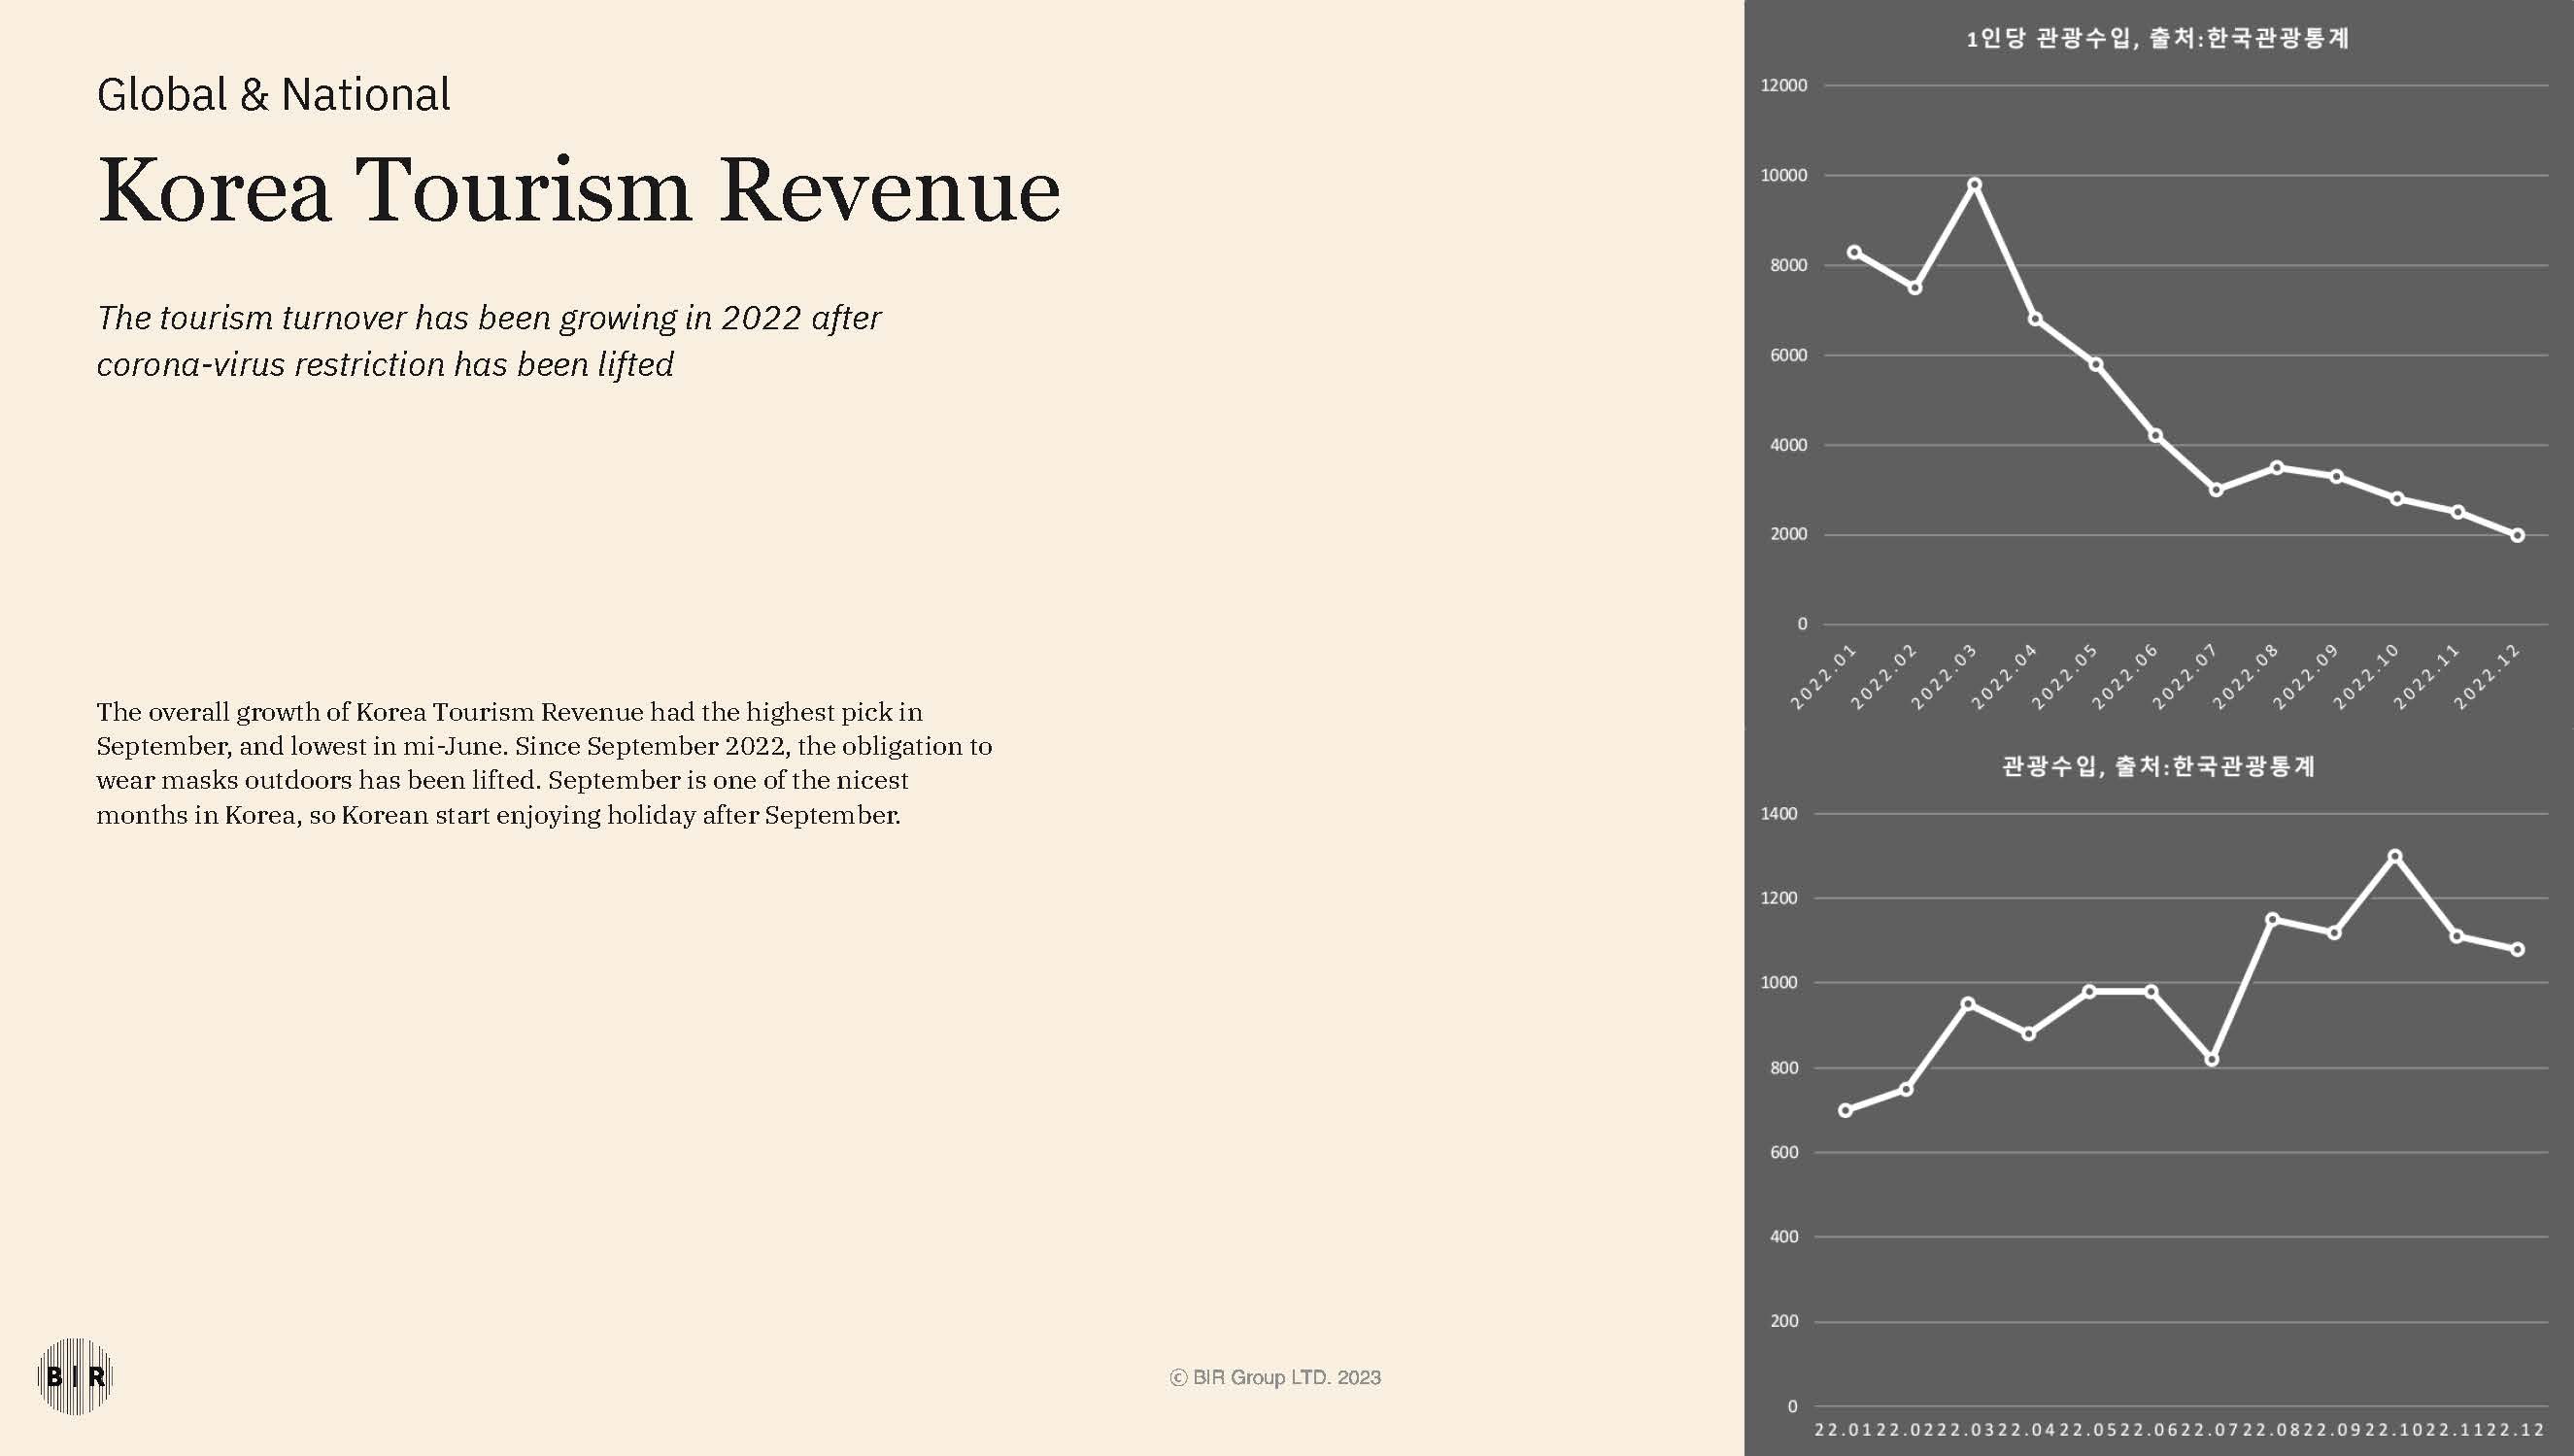 Global & National
Korea Tourism Revenue
The tourism turnover has been growing in 2022 after
corona-virus restriction has been lifted
The overall growth of Korea Tourism Revenue had the highest pick in
September, and lowest in mi-June. Since September 2022, the obligation to
wear masks outdoors has been lifted. September is one of the nicest
months in Korea, so Korean start enjoying holiday after September.
B I R
© BIR Group LTD. 2023
1인당 관광수입, 출처:한국관광통계
12000
10000
8000
6000
4000
2000
0
2022.01 2022.02 2022.03 2022.04 2022.05 2022.06 2022.07 2022.08 2022.09 2022.10 2022.11 2022.12
관광수입, 출처:한국관광통계
1400
1200
1000
800
600
400
200
0
22.01 22.02 22.03 22.04 22.05 22.06 22.07 22.08 22.09 22.10 22.11 22.12